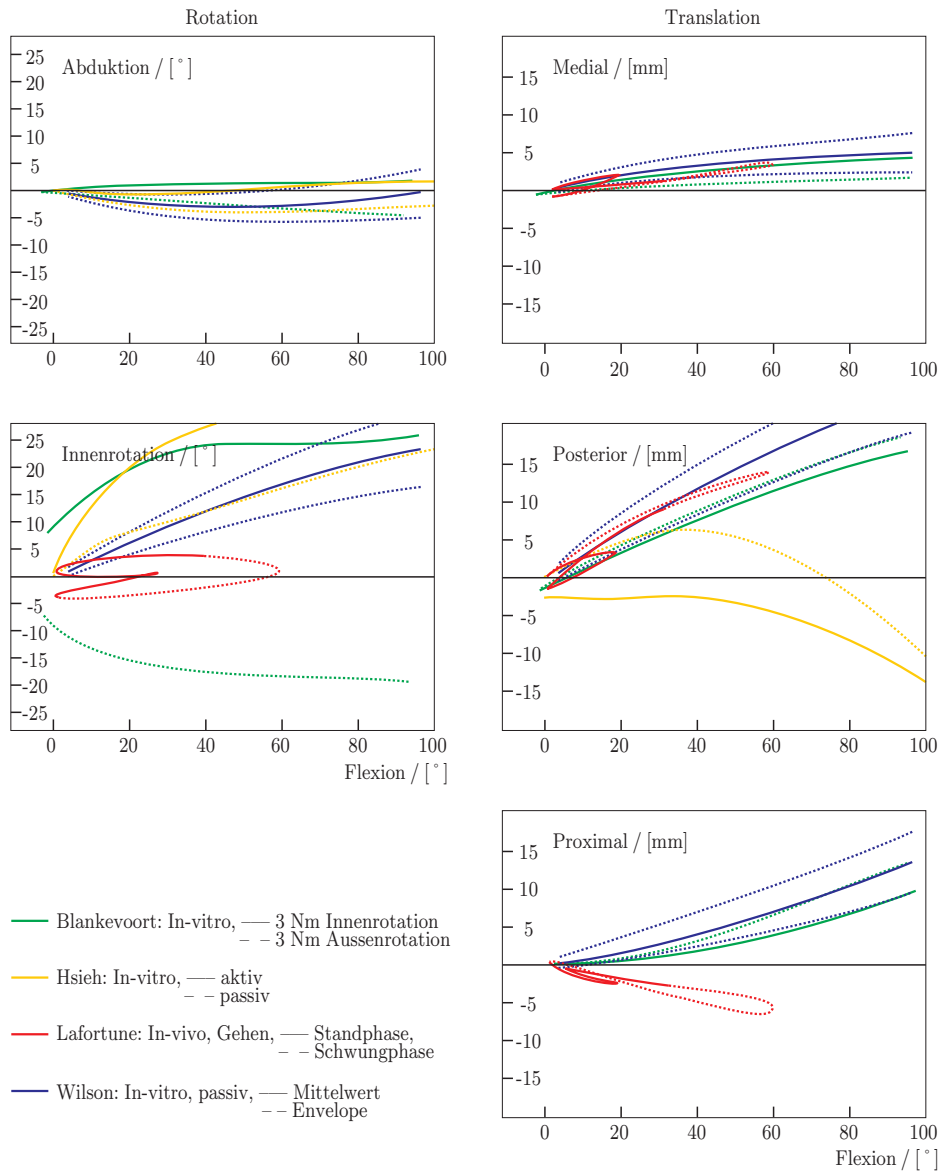 Rotation
Translation
Abduktion / [°]
25
20
15
10
5
0
-5
-10
-15
-20
-25
0 20 40 60 80 100
Medial / [mm]
15
10
5
0
-5
-10
-15
0 20 40 60 80 100
Innenrotation / [°]
25
20
15
10
5
0
-5
-10
-15
-20
-25
0 20 40 60 80 100
Flexion / [°]
Posterior / [mm]
15
10
5
0
-5
-10
-15
0 20 40 60 80 100
Proximal / [mm]
15
10
5
0
-5
-10
-15
0 20 40 60 80 100
Flexion / [°]
Blankevoort: In-vitro, — 3 Nm Innenrotation
– – 3 Nm Aussenrotation
Hsieh: In-vitro, — aktiv
– – passiv
Lafortune: In-vivo, Gehen, — Standphase,
– – Schwungphase
Wilson: In-vitro, passiv, — Mittelwert
– – Envelope